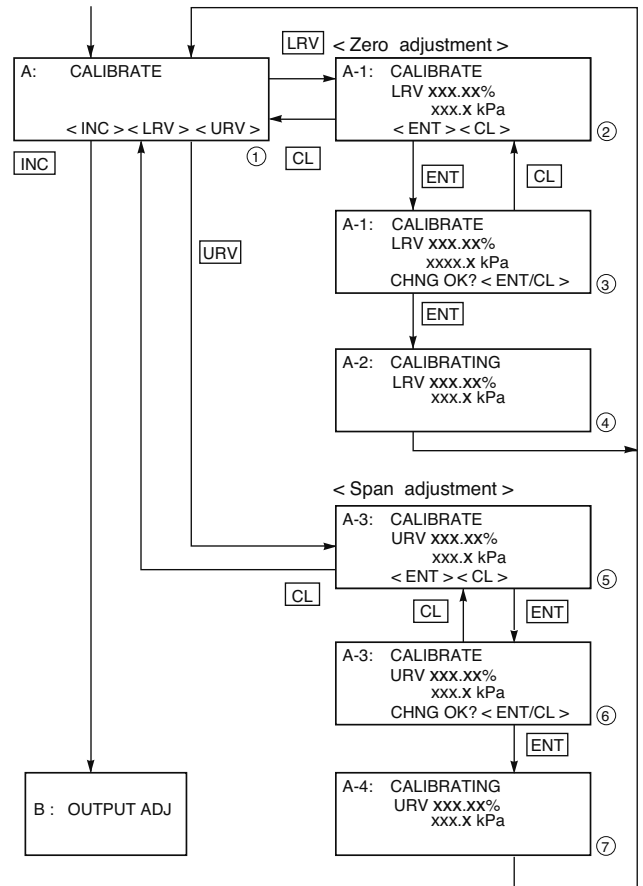 LRV < Zero adjustment >
A: CALIBRATE
< INC > < LRV > < URV >
①
INC
CL
A-1: CALIBRATE
LRV xxx.xx%
xxx.x kPa
< ENT > < CL >
②
ENT
CL
URV
A-1: CALIBRATE
LRV xxx.xx%
xxxx.x kPa
CHNG OK? < ENT/CL >
③
ENT
A-2: CALIBRATING
LRV xxx.xx%
xxx.x kPa
④
< Span adjustment >
A-3: CALIBRATE
URV xxx.xx%
xxx.x kPa
< ENT > < CL >
⑤
CL
CL
ENT
A-3: CALIBRATE
URV xxx.xx%
xxx.x kPa
CHNG OK? < ENT/CL >
⑥
ENT
B : OUTPUT ADJ
A-4: CALIBRATING
URV xxx.xx%
xxx.x kPa
⑦